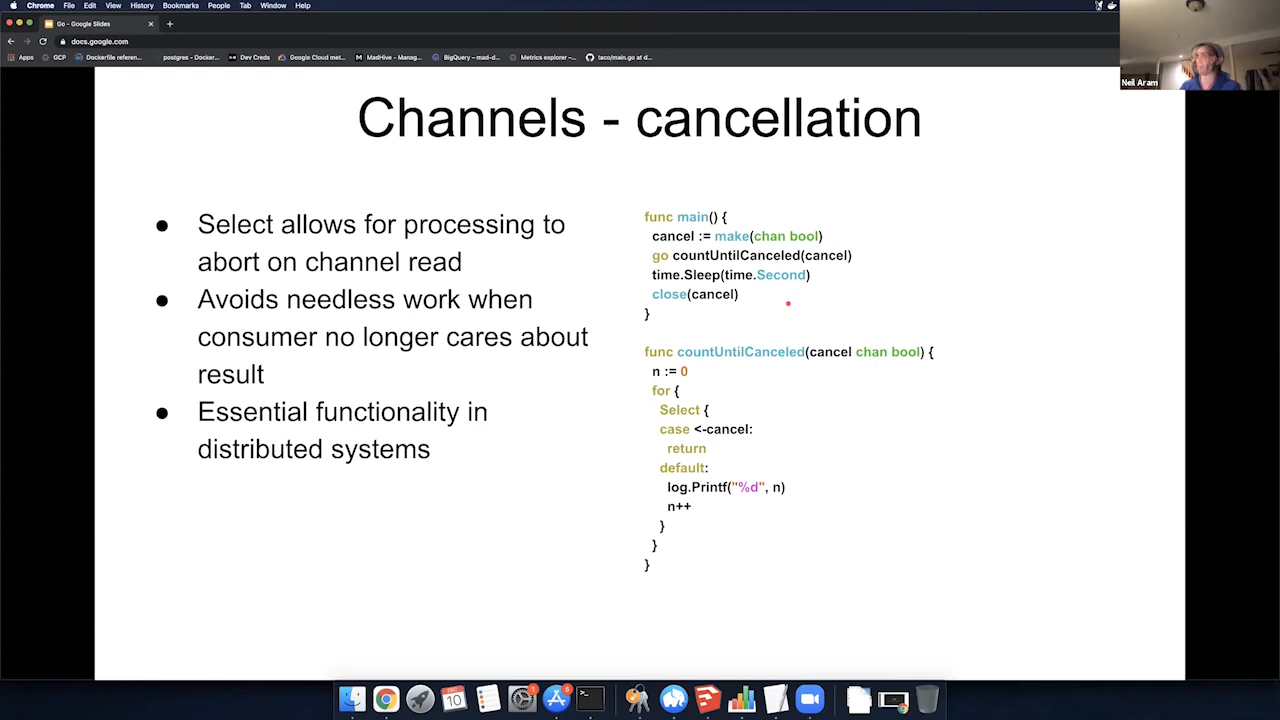 Chrome File Edit View History Bookmarks People Tab Window Help
Go - Google Slides
docs.google.com
Apps GCP Dockerfile referen... postgres - Docker... Dev Creds Google Cloud met... MadHive - Manag... BigQuery – mad-d... Metrics explorer –... taco/main.go at d...
Neil Aram
Channels - cancellation
● Select allows for processing to
abort on channel read
● Avoids needless work when
consumer no longer cares about
result
● Essential functionality in
distributed systems
func main() {
cancel := make(chan bool)
go countUntilCanceled(cancel)
time.Sleep(time.Second)
close(cancel)
}
func countUntilCanceled(cancel chan bool) {
n := 0
for {
Select {
case <-cancel:
return
default:
log.Printf("%d", n)
n++
}
}
}
10